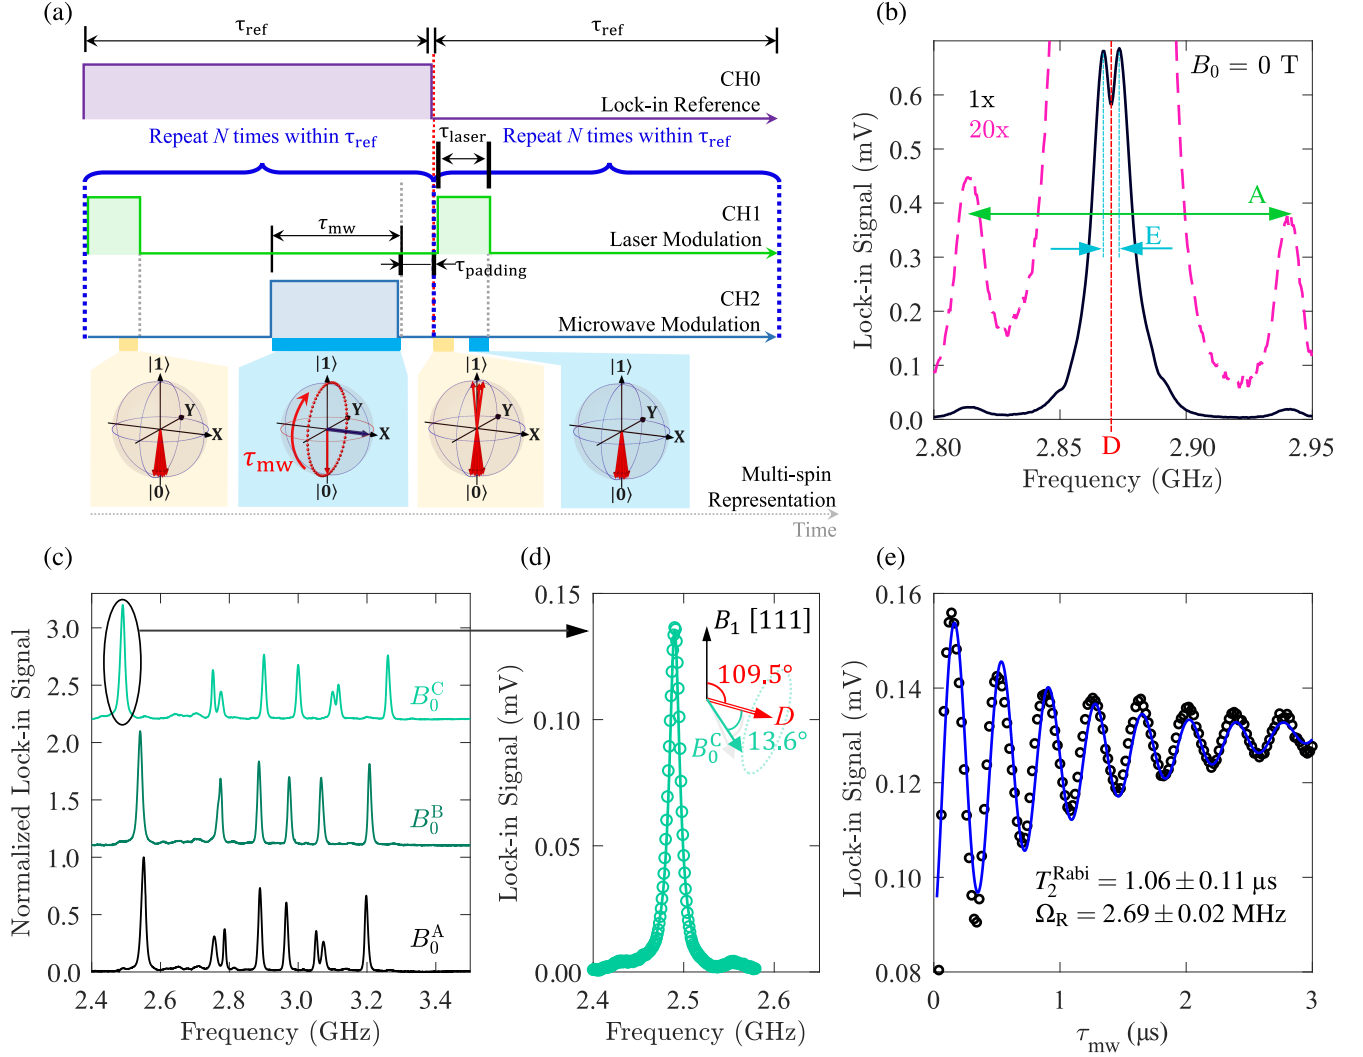 (a)
τref
τref
CH0
Lock-in Reference
Repeat N times within τref
τlaser
Repeat N times within τref
τmw
CH1
Laser Modulation
τpadding
CH2
Microwave Modulation
|1⟩
Y
X
|0⟩
|1⟩
Y
X
τmw
|0⟩
|1⟩
Y
X
|0⟩
|1⟩
Y
X
|0⟩
Multi-spin
Representation
Time
(b)
B0 = 0 T
1x
20x
A
E
Lock-in Signal (mV)
0.6
0.5
0.4
0.3
0.2
0.1
0.0
2.80
2.85
D
2.90
2.95
Frequency (GHz)
(c)
Normalized Lock-in Signal
3.0
2.0
1.0
0.0
B0C
B0B
B0A
2.4
2.6
2.8
3.0
3.2
3.4
Frequency (GHz)
(d)
Lock-in Signal (mV)
0.15
0.10
0.05
0.00
B1 [111]
109.5°
D
B0C
13.6°
2.4
2.5
2.6
Frequency (GHz)
(e)
Lock-in Signal (mV)
0.16
0.14
0.12
0.10
0.08
T2Rabi = 1.06 ± 0.11 µs
ΩR = 2.69 ± 0.02 MHz
0
1
2
3
τmw (µs)